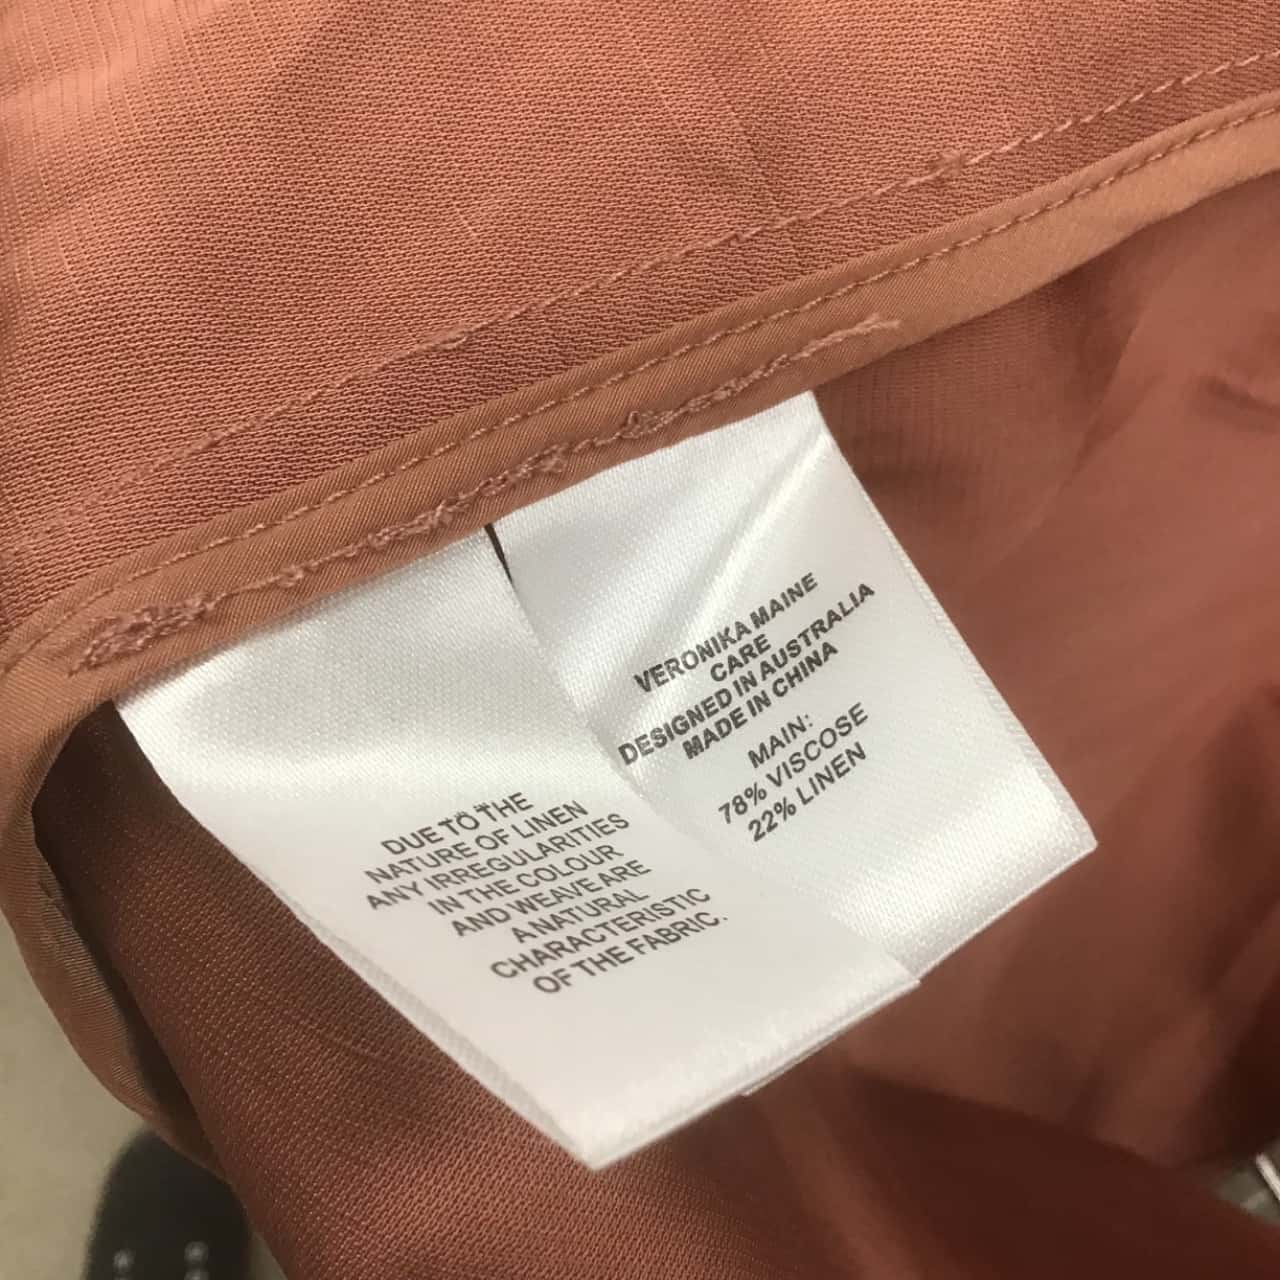 DUE TO THE
NATURE OF LINEN
ANY IRREGULARITIES
IN THE COLOUR
AND WEAVE ARE
A NATURAL
CHARACTERISTIC
OF THE FABRIC.
VERONIKA MAINE
CARE
DESIGNED IN AUSTRALIA
MADE IN CHINA
MAIN:
78% VISCOSE
22% LINEN